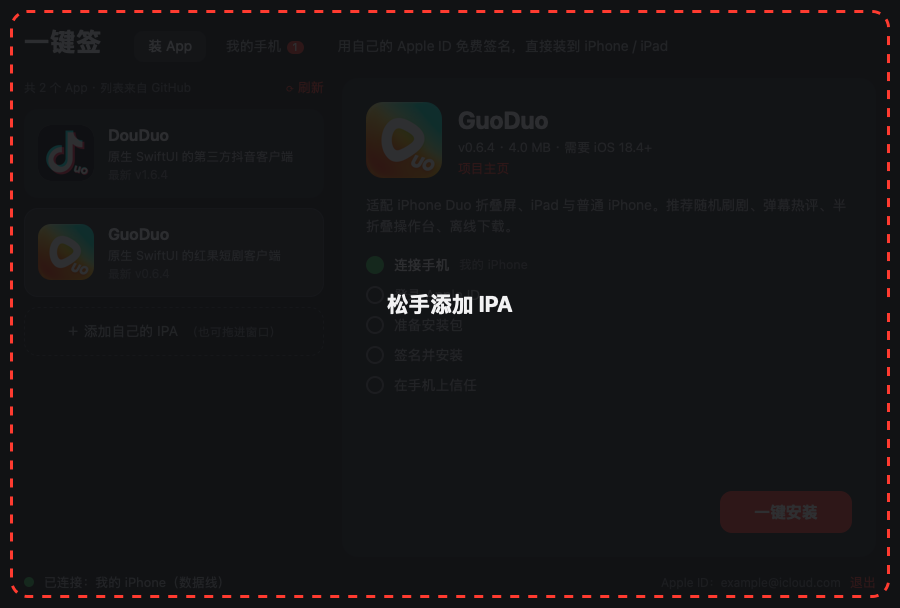 一键签
装 App
我的手机 1
用自己的 Apple ID 免费签名，直接装到 iPhone / iPad
共 2 个 App · 列表来自 GitHub
刷新
DouDuo
原生 SwiftUI 的第三方抖音客户端
最新 v1.6.4
GuoDuo
原生 SwiftUI 的红果短剧客户端
最新 v0.6.4
+ 添加自己的 IPA （也可拖进窗口）
GuoDuo
v0.6.4 · 4.0 MB · 需要 iOS 18.4+
项目主页
适配 iPhone Duo 折叠屏、iPad 与普通 iPhone。推荐随机刷剧、弹幕热评、半
折叠操作台、离线下载。
连接手机 我的 iPhone
松手添加 IPA
准备安装包
签名并安装
在手机上信任
一键安装
已连接：我的 iPhone（数据线）
Apple ID：example@icloud.com 退出